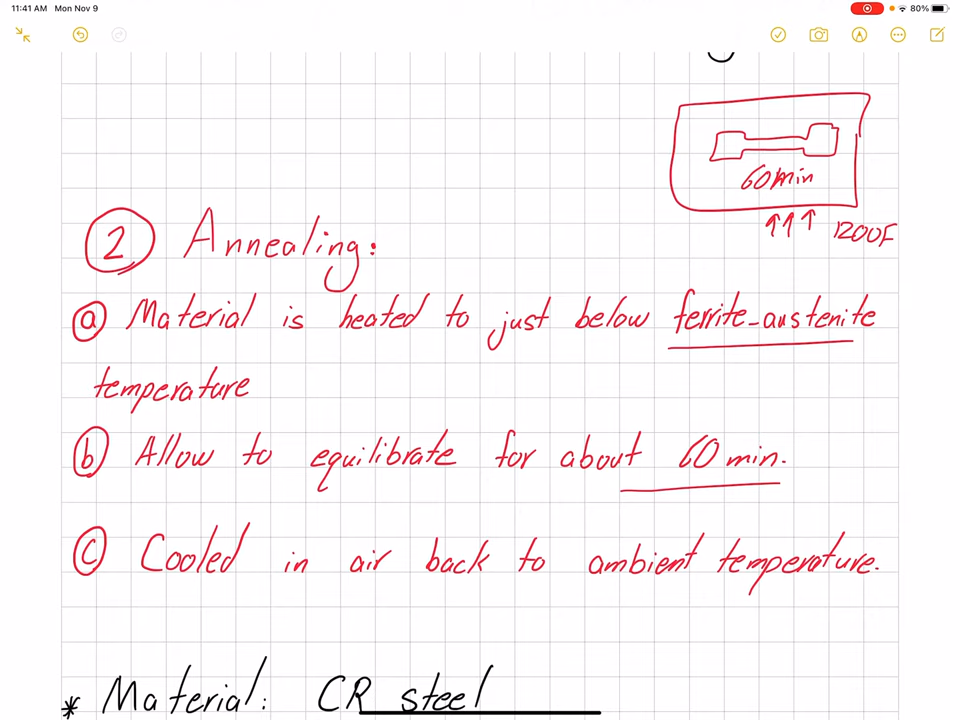 11:41 AM Mon Nov 9
80%
60min
1200F
2 Annealing:
a Material is heated to just below ferrite-austenite
temperature
b Allow to equilibrate for about 60 min.
c Cooled in air back to ambient temperature.
* Material: CR steel